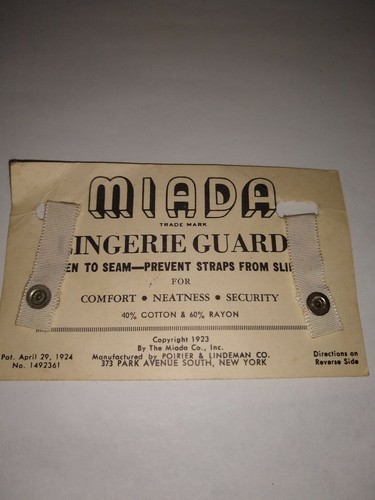 MIADA
TRADE MARK
INGERIE GUARD
EN TO SEAM—PREVENT STRAPS FROM SLI
FOR
COMFORT • NEATNESS • SECURITY
40% COTTON & 60% RAYON
Copyright 1923
By The Miada Co., Inc.
Pat. April 29, 1924
No. 1492361
Manufactured by POIRIER & LINDEMAN CO.
373 PARK AVENUE SOUTH, NEW YORK
Directions on
Reverse Side